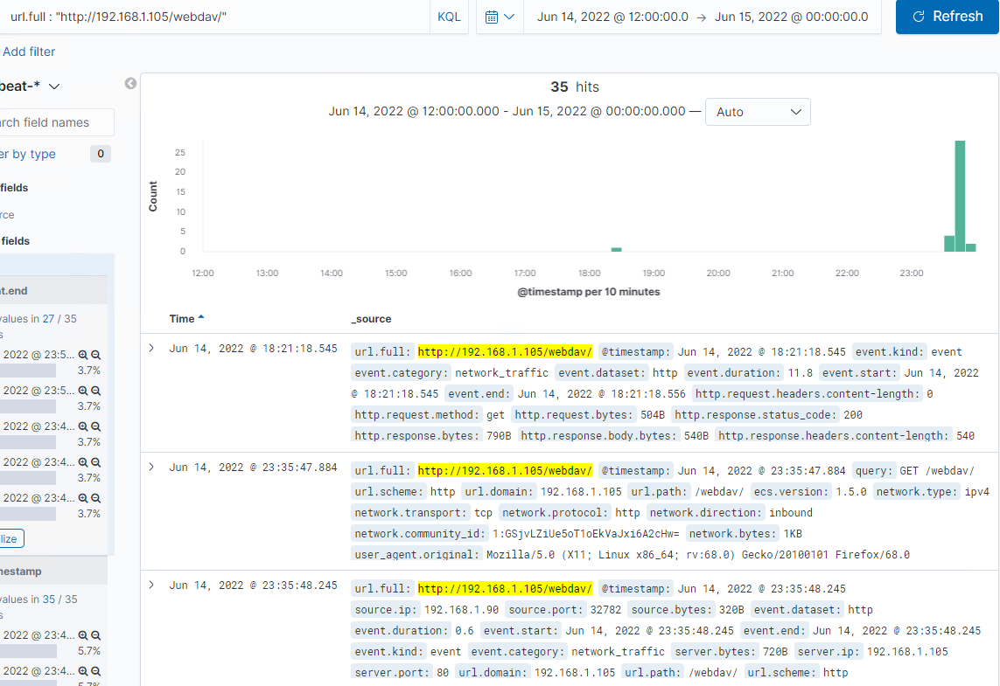 url.full : "http://192.168.1.105/webdav/" KQL Jun 14, 2022 @ 12:00:00.0 → Jun 15, 2022 @ 00:00:00.0 Refresh
Add filter
beat-*
rch field names
er by type 0
fields
rce
fields
t.end
values in 27 / 35
s
2022 @ 23:5...
3.7%
2022 @ 23:5...
3.7%
2022 @ 23:4...
3.7%
2022 @ 23:4...
3.7%
2022 @ 23:4...
3.7%
lize
nestamp
values in 35 / 35
s
2022 @ 23:4...
5.7%
2022 @ 23:4...
5.7%
35 hits
Jun 14, 2022 @ 12:00:00.000 - Jun 15, 2022 @ 00:00:00.000 — Auto
Count
25
20
15
10
5
0
12:00 13:00 14:00 15:00 16:00 17:00 18:00 19:00 20:00 21:00 22:00 23:00
@timestamp per 10 minutes
Time _source
Jun 14, 2022 @ 18:21:18.545
url.full: http://192.168.1.105/webdav/ @timestamp: Jun 14, 2022 @ 18:21:18.545 event.kind: event
event.category: network_traffic event.dataset: http event.duration: 11.8 event.start: Jun 14, 2022
@ 18:21:18.545 event.end: Jun 14, 2022 @ 18:21:18.556 http.request.headers.content-length: 0
http.request.method: get http.request.bytes: 504B http.response.status_code: 200
http.response.bytes: 790B http.response.body.bytes: 540B http.response.headers.content-length: 540
Jun 14, 2022 @ 23:35:47.884
url.full: http://192.168.1.105/webdav/ @timestamp: Jun 14, 2022 @ 23:35:47.884 query: GET /webdav/
url.scheme: http url.domain: 192.168.1.105 url.path: /webdav/ ecs.version: 1.5.0 network.type: ipv4
network.transport: tcp network.protocol: http network.direction: inbound
network.community_id: 1:GSjvLZiUe5oT1oEkVaJxi6A2cHw= network.bytes: 1KB
user_agent.original: Mozilla/5.0 (X11; Linux x86_64; rv:68.0) Gecko/20100101 Firefox/68.0
Jun 14, 2022 @ 23:35:48.245
url.full: http://192.168.1.105/webdav/ @timestamp: Jun 14, 2022 @ 23:35:48.245
source.ip: 192.168.1.90 source.port: 32782 source.bytes: 320B event.dataset: http
event.duration: 0.6 event.start: Jun 14, 2022 @ 23:35:48.245 event.end: Jun 14, 2022 @ 23:35:48.245
event.kind: event event.category: network_traffic server.bytes: 720B server.ip: 192.168.1.105
server.port: 80 url.domain: 192.168.1.105 url.path: /webdav/ url.scheme: http